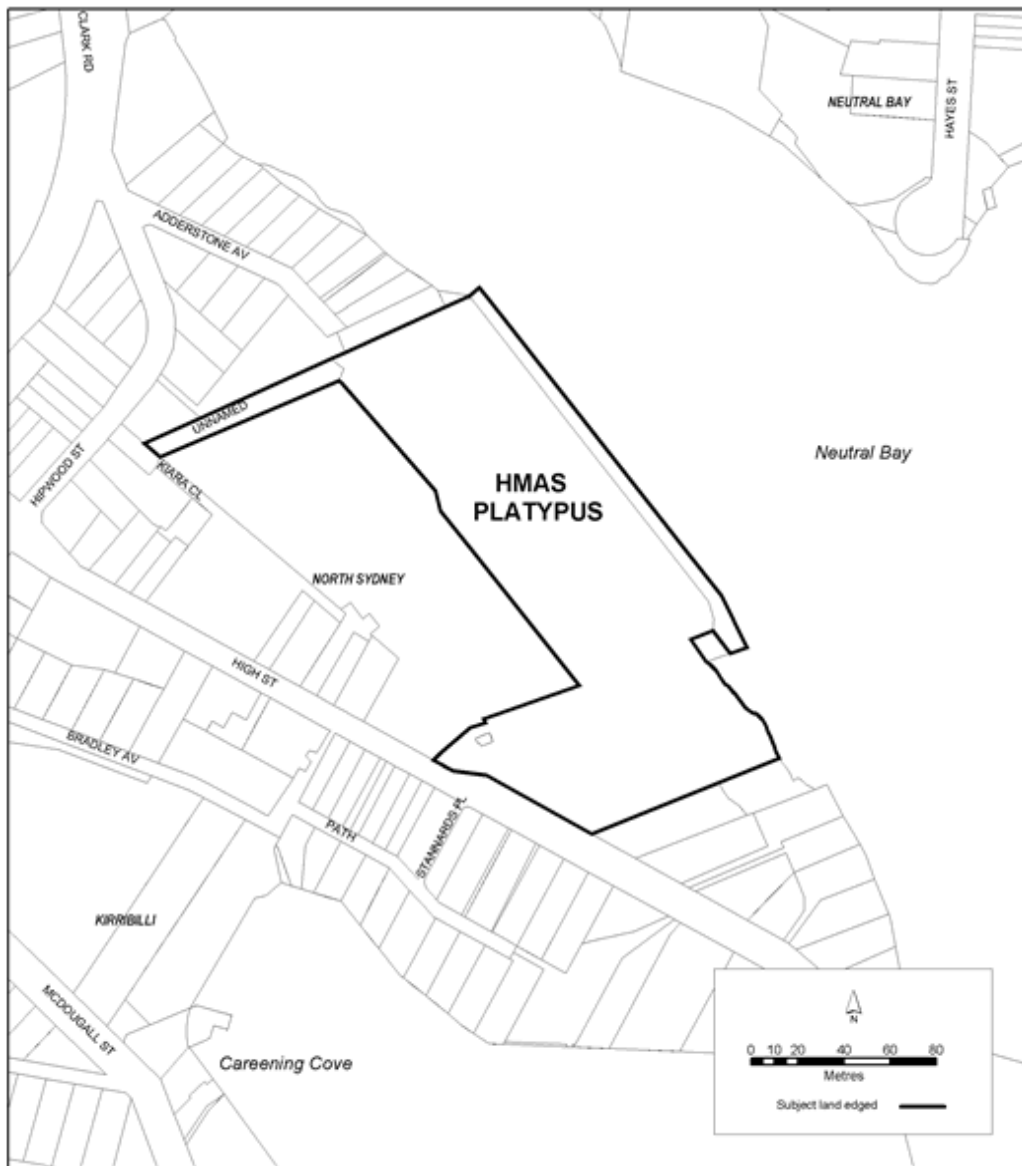 CLARK RD
NEUTRAL BAY
HAYES ST
ADDERSTONE AV
UNNAMED
HIPWOOD ST
KIARA CL
Neutral Bay
HMAS
PLATYPUS
NORTH SYDNEY
HIGH ST
BRADLEY AV
PATH
STANNARDS PL
KIRRIBILLI
MCDOUGALL ST
Careening Cove
N
0 10 20 40 60 80
Metres
Subject land edged